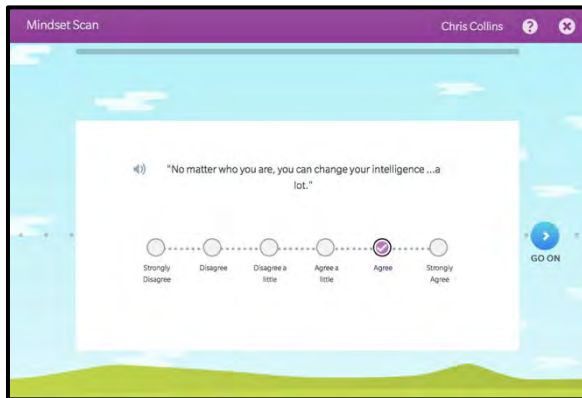 Mindset Scan
Chris Collins
?
"No matter who you are, you can change your intelligence ...a
lot."
Strongly Disagree
Disagree
Disagree a little
Agree a little
Agree
Strongly Agree
GO ON